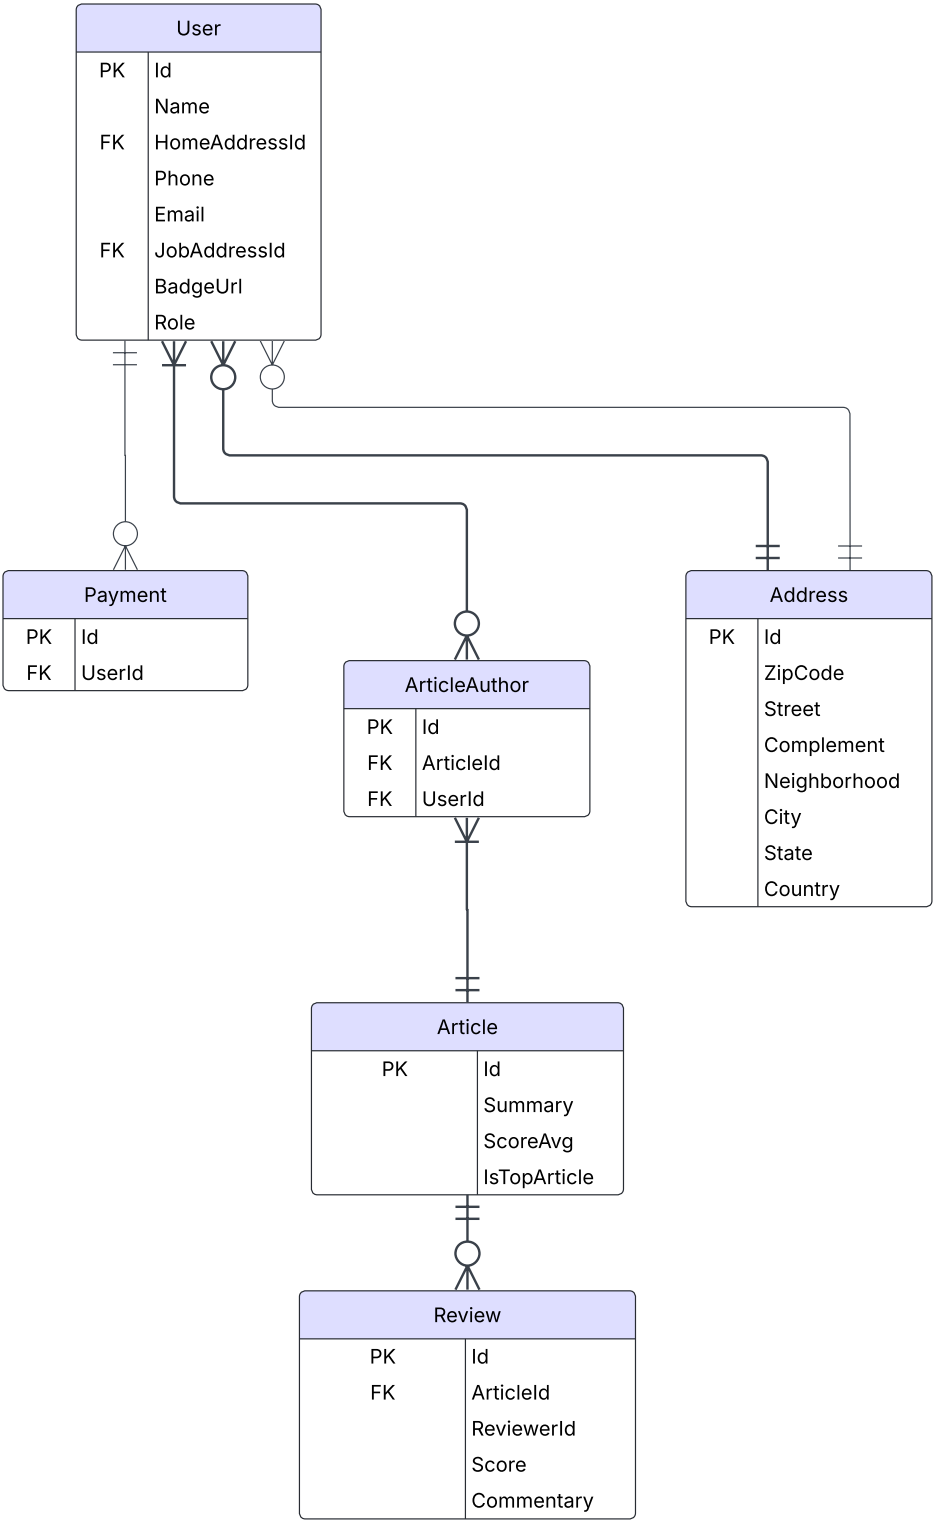 User
PK Id
Name
FK HomeAddressId
Phone
Email
FK JobAddressId
BadgeUrl
Role
Payment
PK Id
FK UserId
Address
PK Id
ZipCode
Street
Complement
Neighborhood
City
State
Country
ArticleAuthor
PK Id
FK ArticleId
FK UserId
Article
PK Id
Summary
ScoreAvg
IsTopArticle
Review
PK Id
FK ArticleId
ReviewerId
Score
Commentary